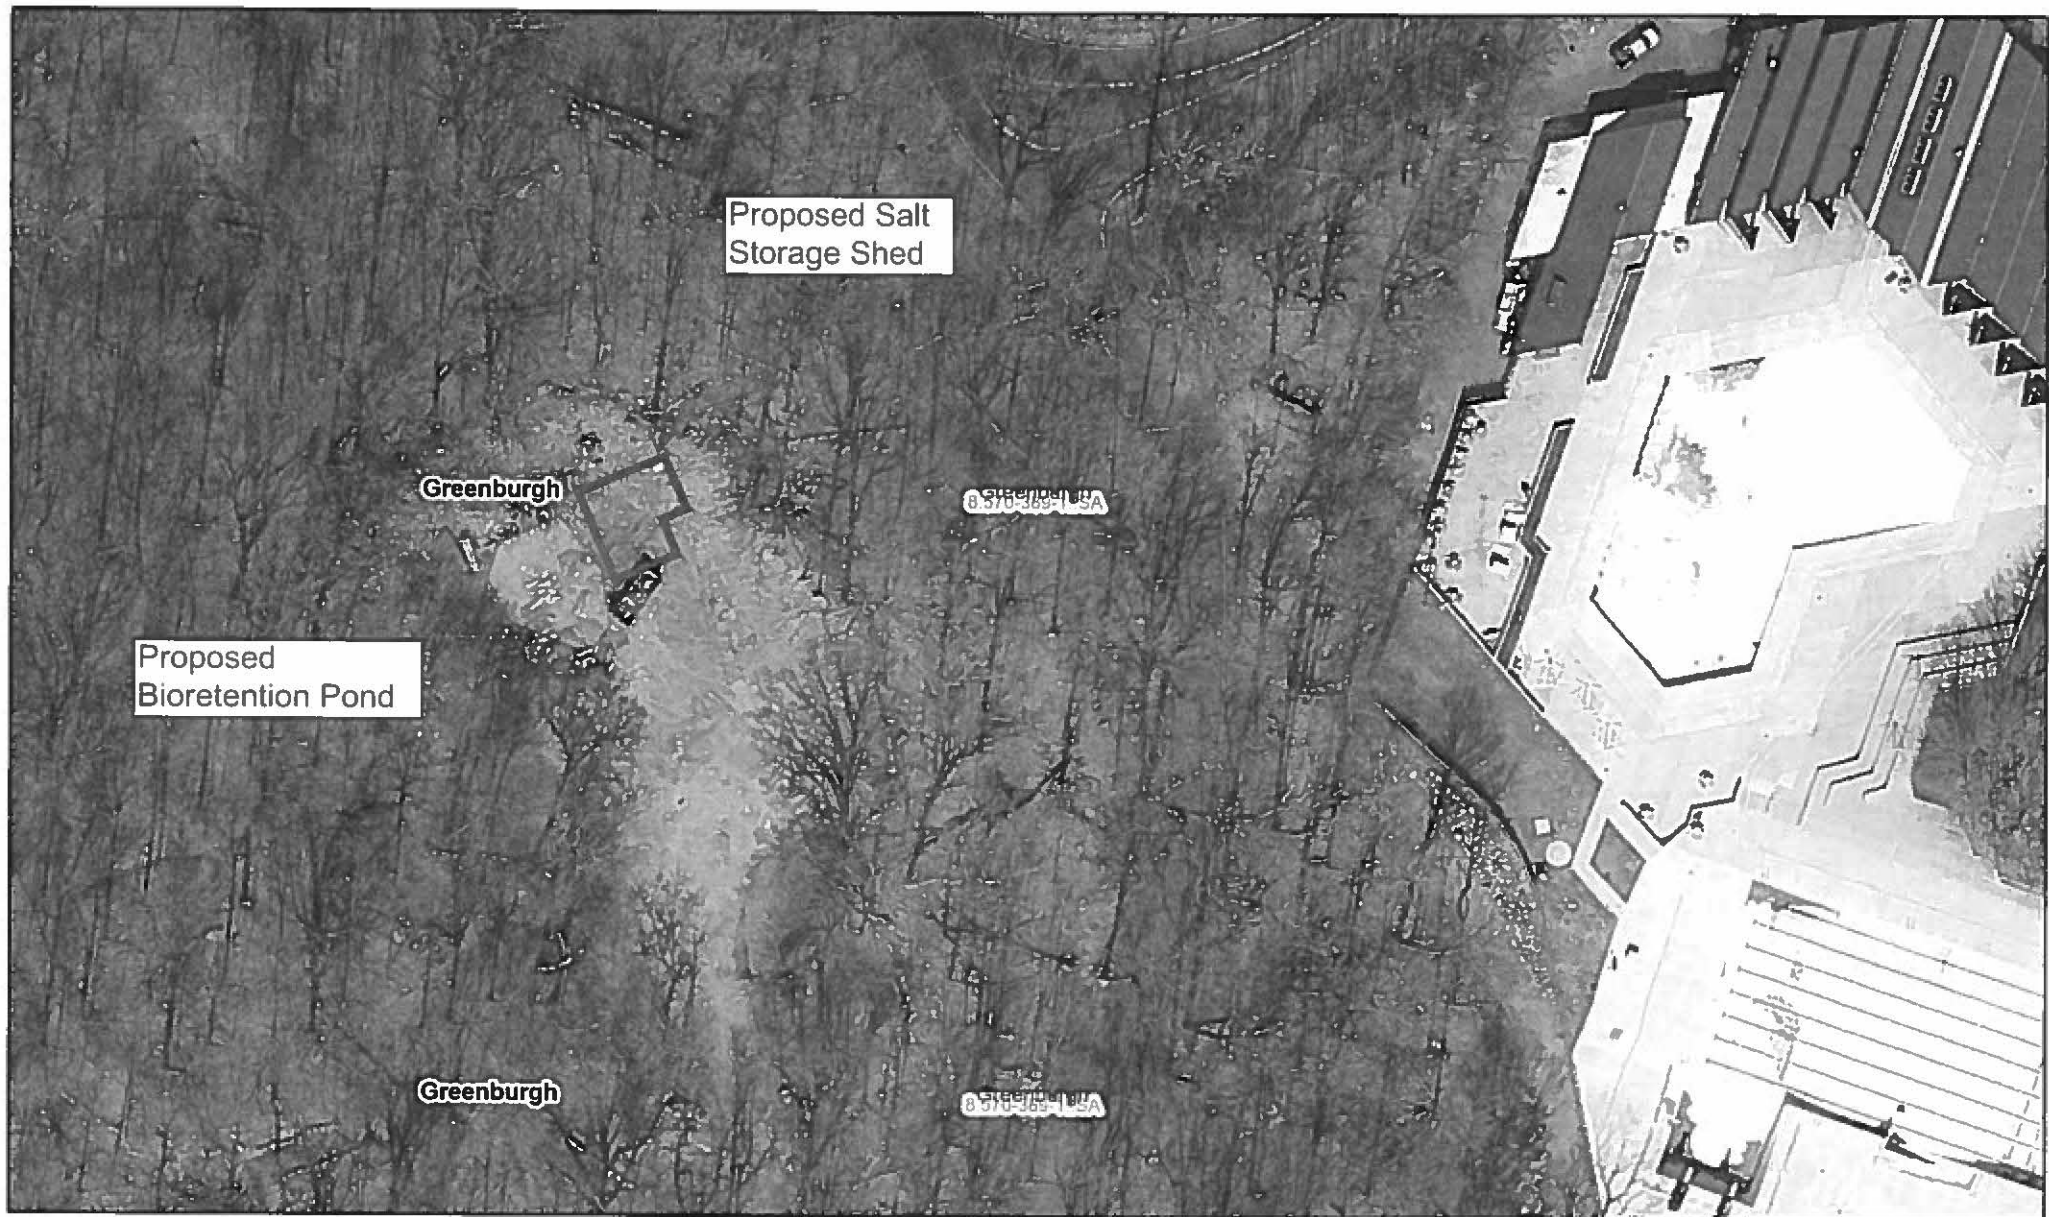 Proposed Salt
Storage Shed
Greenburgh
Proposed
Bioretention Pond
Greenburgh